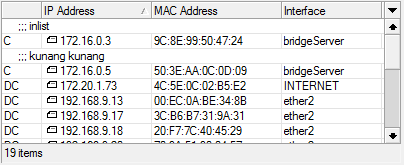 IP Address MAC Address Interface
;;; inlist
C 172.16.0.3 9C:8E:99:50:47:24 bridgeServer
;;; kunang kunang
C 172.16.0.5 50:3E:AA:0C:0D:09 bridgeServer
DC 172.20.1.73 4C:5E:0C:02:B5:E2 INTERNET
DC 192.168.9.13 00:EC:0A:BE:34:8B ether2
DC 192.168.9.17 3C:B6:B7:31:9A:31 ether2
DC 192.168.9.18 20:F7:7C:40:45:29 ether2
19 items